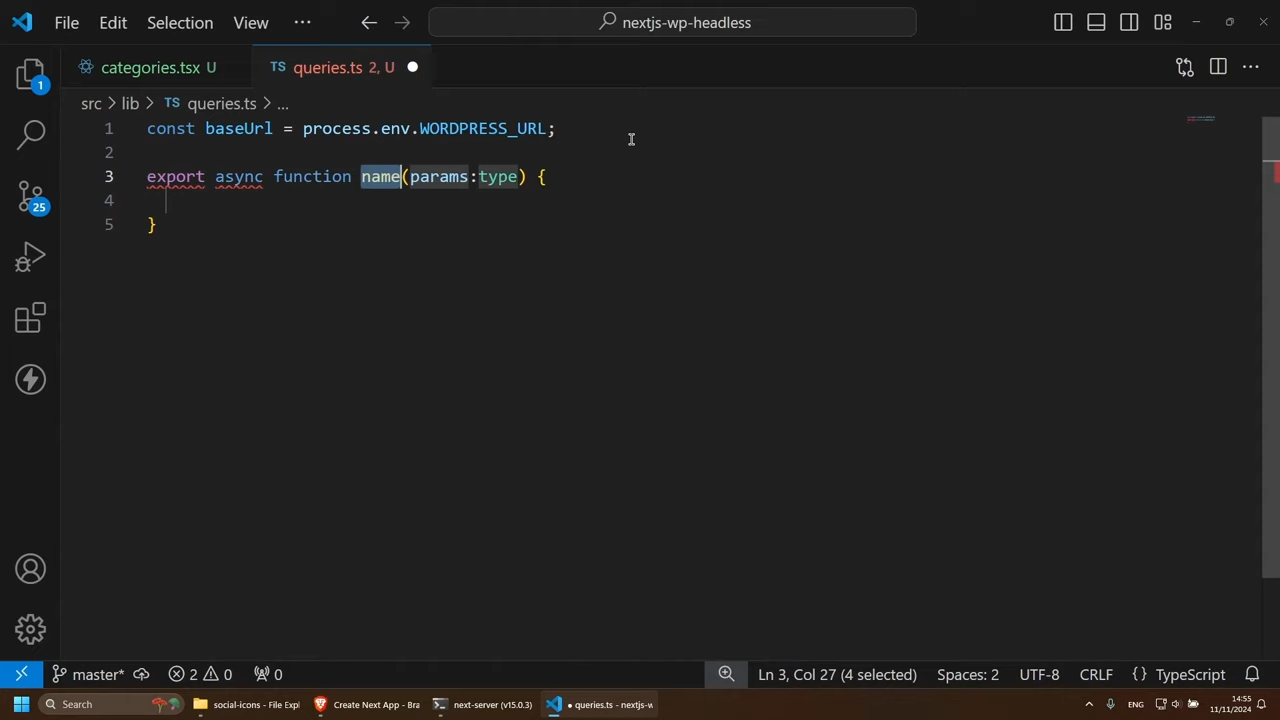 File Edit Selection View ··· nextjs-wp-headless
categories.tsx U TS queries.ts 2, U
src > lib > TS queries.ts > ...
1 const baseUrl = process.env.WORDPRESS_URL;
2
3 export async function name(params:type) {
4
5 }
1
25
master* 2 0 0 Ln 3, Col 27 (4 selected) Spaces: 2 UTF-8 CRLF {} TypeScript
Search social-icons - File Expl Create Next App - Bra next-server (v15.0.3) ● queries.ts - nextjs-w ENG 14:55
11/11/2024